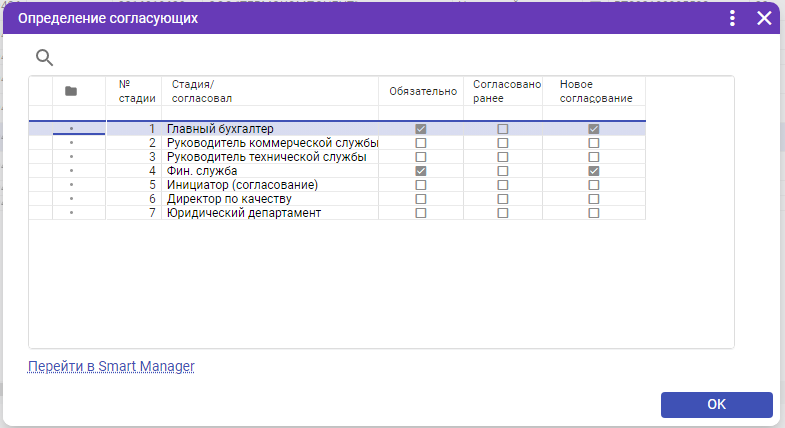 Определение согласующих
№ стадии
Стадия/ согласовал
Обязательно
Согласовано ранее
Новое согласование
1 Главный бухгалтер
2 Руководитель коммерческой службы
3 Руководитель технической службы
4 Фин. служба
5 Инициатор (согласование)
6 Директор по качеству
7 Юридический департамент
Перейти в Smart Manager
ОК